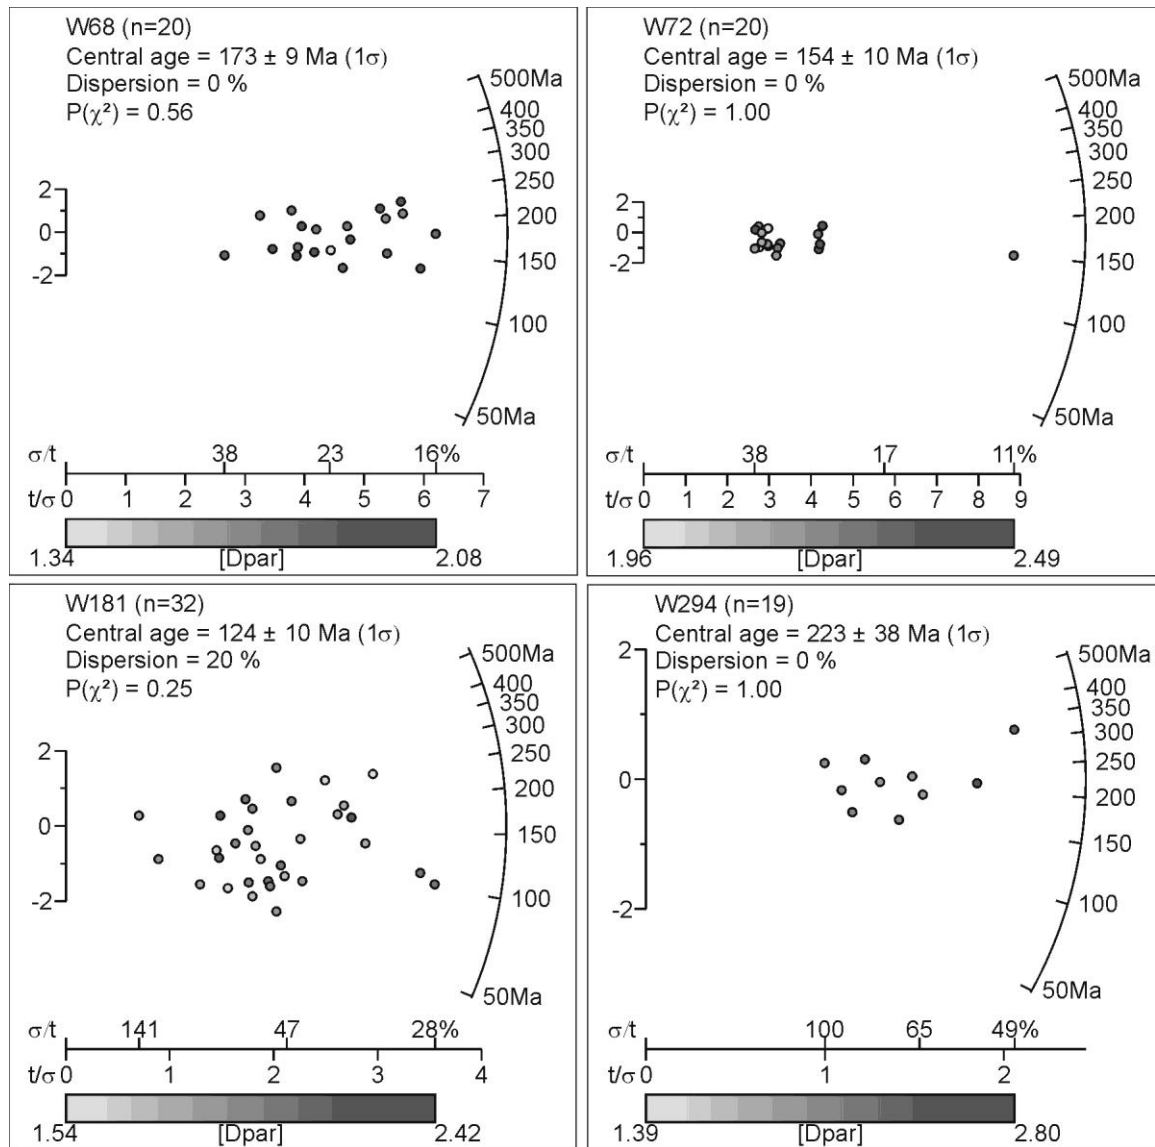 W68 (n=20)
Central age = 173 ± 9 Ma (1σ)
Dispersion = 0 %
P(χ²) = 0.56
500Ma
400
350
300
250
200
150
100
50Ma
2
0
-2
σ/t
38
23
16%
t/σ
0 1 2 3 4 5 6 7
1.34
[Dpar]
2.08
W72 (n=20)
Central age = 154 ± 10 Ma (1σ)
Dispersion = 0 %
P(χ²) = 1.00
500Ma
400
350
300
250
200
150
100
50Ma
2
0
-2
σ/t
38
17
11%
t/σ
0 1 2 3 4 5 6 7 8 9
1.96
[Dpar]
2.49
W181 (n=32)
Central age = 124 ± 10 Ma (1σ)
Dispersion = 20 %
P(χ²) = 0.25
500Ma
400
350
300
250
200
150
100
50Ma
2
0
-2
σ/t
141
47
28%
t/σ
0 1 2 3 4
1.54
[Dpar]
2.42
W294 (n=19)
Central age = 223 ± 38 Ma (1σ)
Dispersion = 0 %
P(χ²) = 1.00
500Ma
400
350
300
250
200
150
100
50Ma
2
0
-2
σ/t
100
65
49%
t/σ
0 1 2
1.39
[Dpar]
2.80